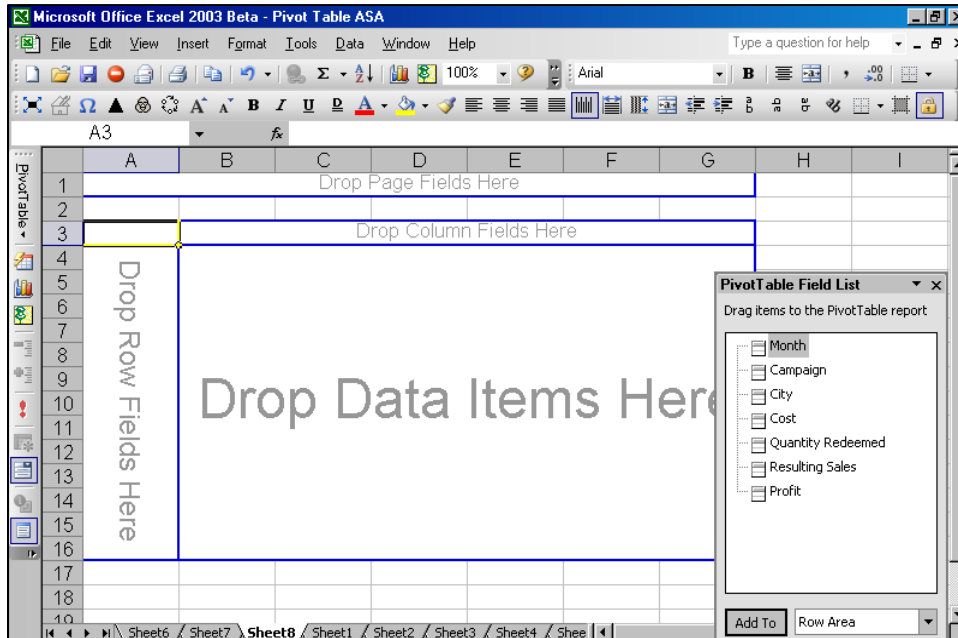 Microsoft Office Excel 2003 Beta - Pivot Table ASA
File Edit View Insert Format Tools Data Window Help Type a question for help
100% Arial B
A A B I U D A
A3 fx
PivotTable
A B C D E F G H I
1 Drop Page Fields Here
2
3 Drop Column Fields Here
4
5
6
7
8
9
10
11
12
13
14
15
16
17
18
19
Drop Row Fields Here
Drop Data Items Here
PivotTable Field List
Drag items to the PivotTable report
Month
Campaign
City
Cost
Quantity Redeemed
Resulting Sales
Profit
Add To Row Area
Sheet6 Sheet7 Sheet8 Sheet1 Sheet2 Sheet3 Sheet4 Shee